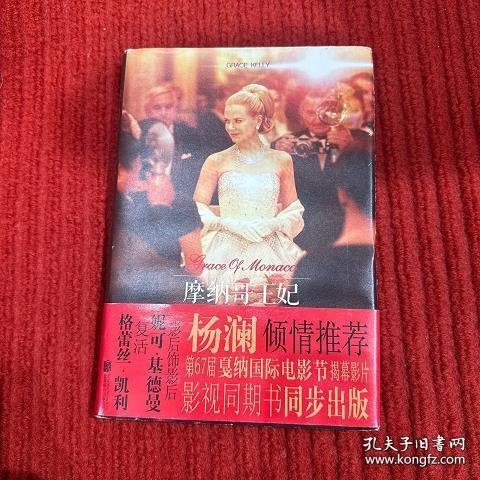 GRACE KELLY
Grace Of Monaco
摩纳哥王妃
杨澜 倾情推荐
第67届戛纳国际电影节揭幕影片
影视同期书同步出版
影后饰影后
妮可·基德曼
复活
格蕾丝·凯利
孔夫子旧书网
www.kongfz.com